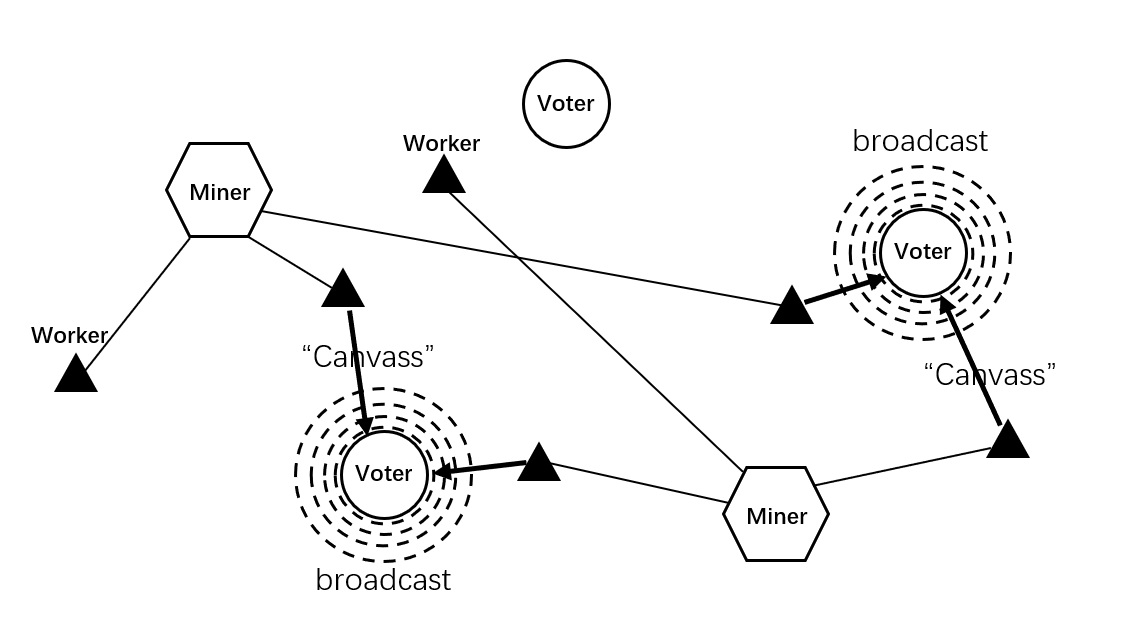 Voter
Worker
broadcast
Miner
Voter
Worker
“Canvass”
“Canvass”
Voter
Miner
broadcast